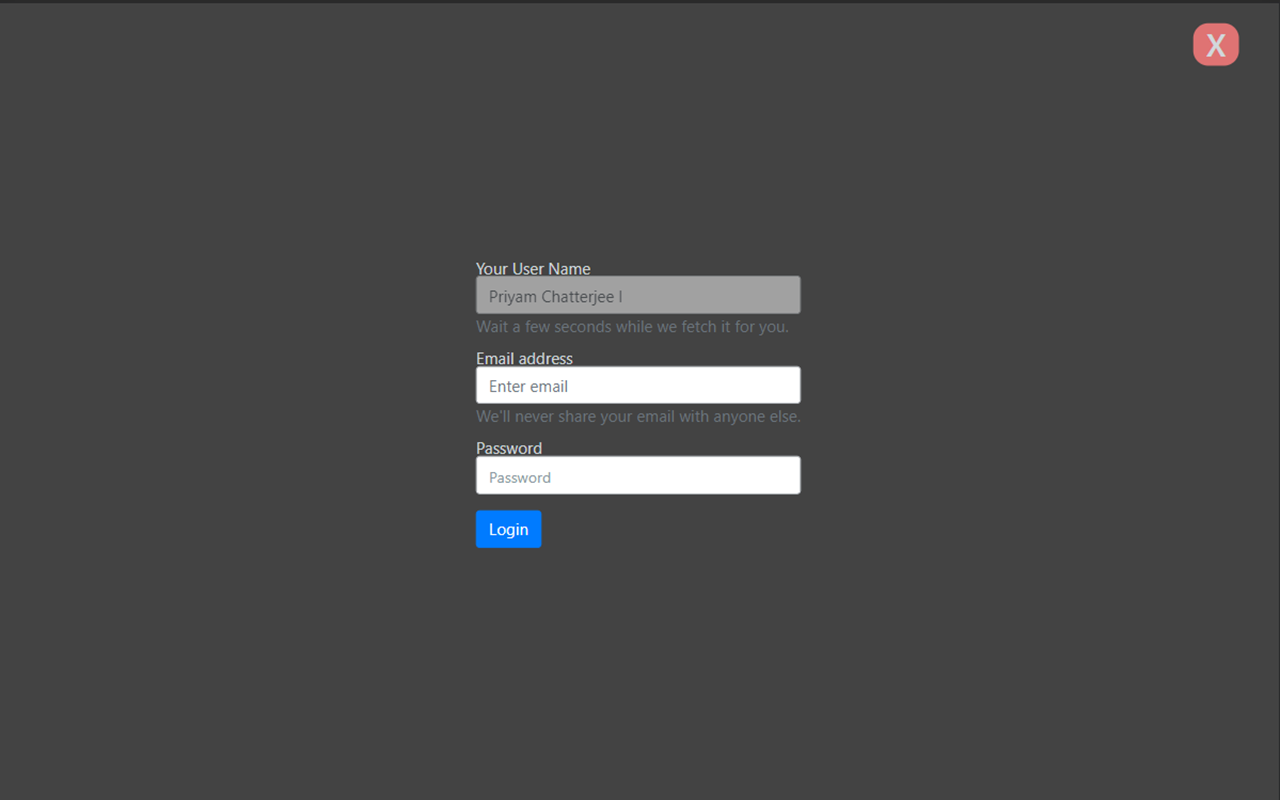 X
Your User Name
Priyam Chatterjee I
Wait a few seconds while we fetch it for you.
Email address
Enter email
We'll never share your email with anyone else.
Password
Password
Login